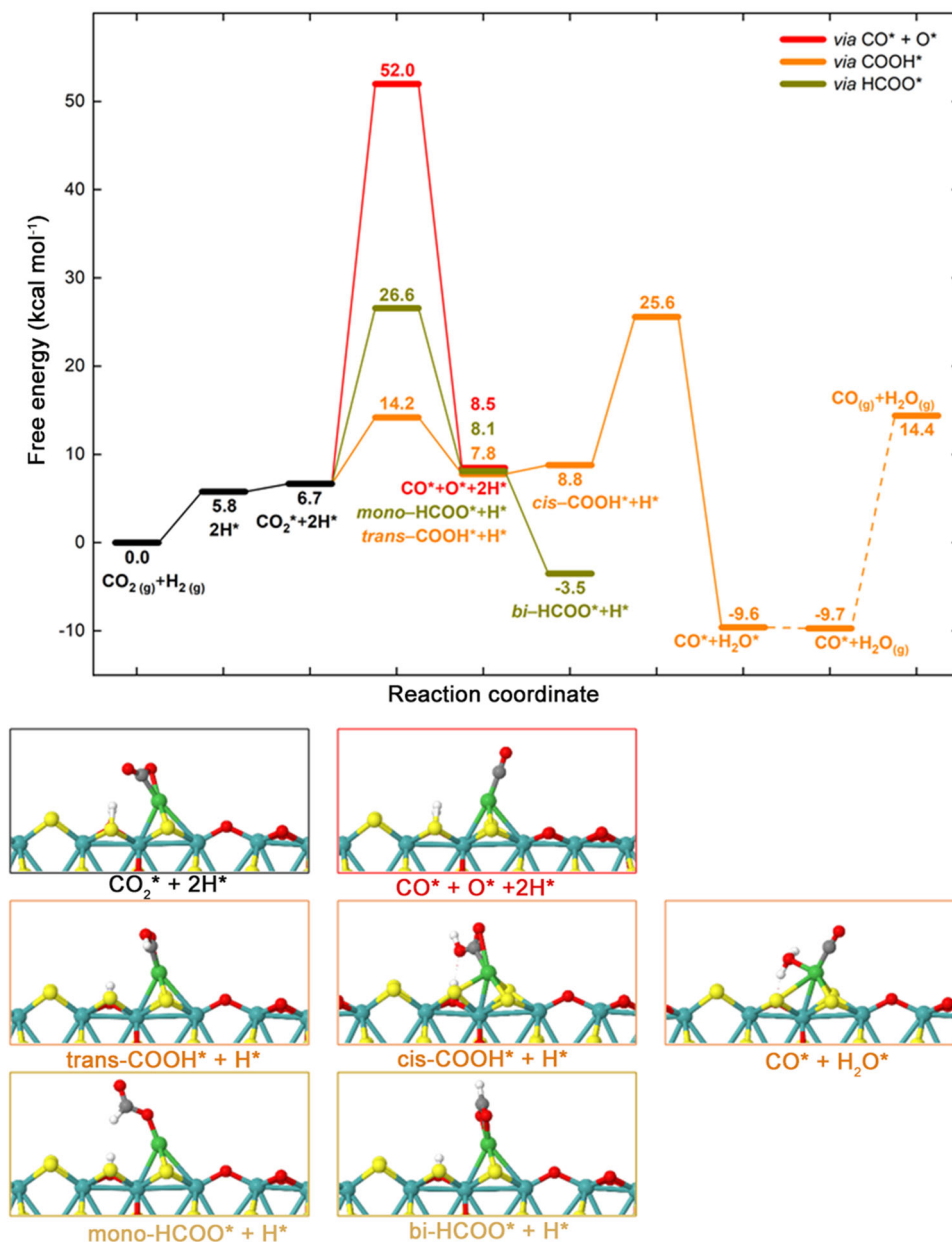 via CO* + O*
via COOH*
via HCOO*
Free energy (kcal mol⁻¹)
50
40
30
20
10
0
-10
52.0
26.6
14.2
25.6
8.5
8.1
7.8
CO*+O*+2H*
mono–HCOO*+H*
trans–COOH*+H*
0.0
CO₂ (g)+H₂ (g)
5.8
2H*
6.7
CO₂*+2H*
8.8
cis–COOH*+H*
-3.5
bi–HCOO*+H*
-9.6
CO*+H₂O*
-9.7
CO*+H₂O(g)
CO(g)+H₂O(g)
14.4
Reaction coordinate
CO₂* + 2H*
CO* + O* +2H*
trans-COOH* + H*
cis-COOH* + H*
CO* + H₂O*
mono-HCOO* + H*
bi-HCOO* + H*